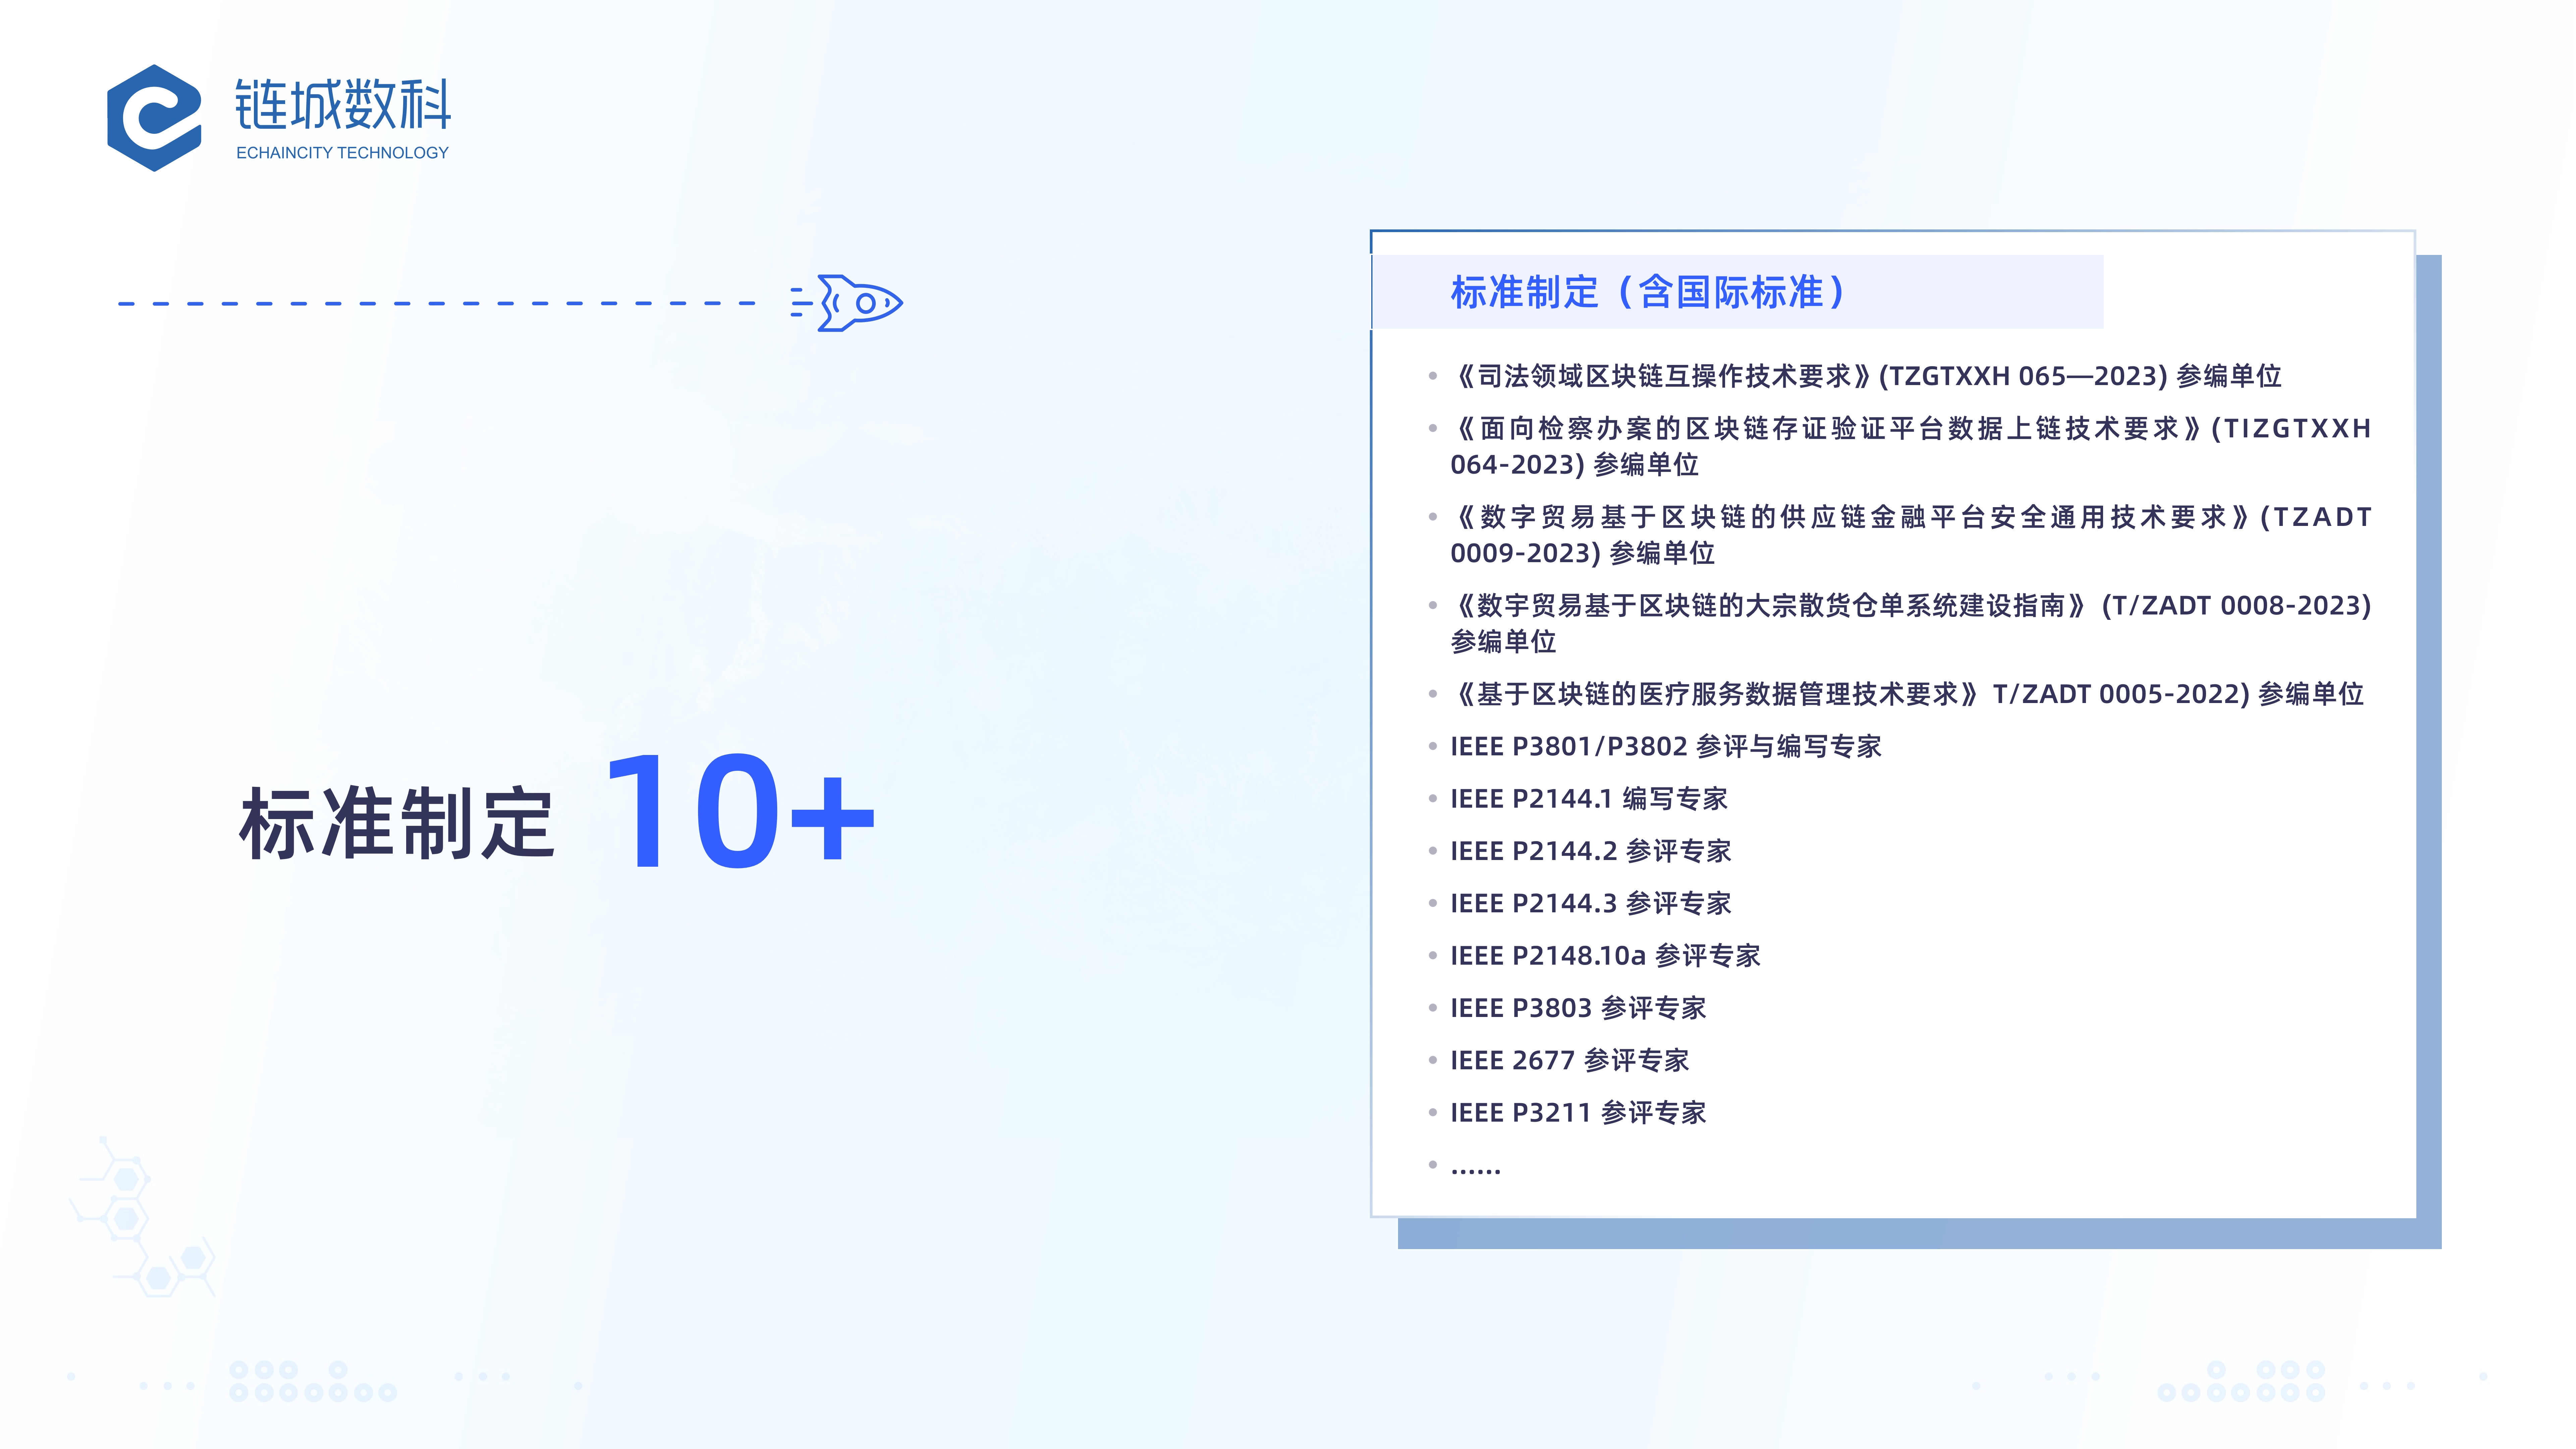 链城数科
ECHAINCITY TECHNOLOGY
标准制定 10+
标准制定（含国际标准）
《司法领域区块链互操作技术要求》(TZGTXXH 065—2023) 参编单位
《面向检察办案的区块链存证验证平台数据上链技术要求》(TIZGTXXH
064-2023) 参编单位
《数字贸易基于区块链的供应链金融平台安全通用技术要求》(TZADT
0009-2023) 参编单位
《数字贸易基于区块链的大宗散货仓单系统建设指南》 (T/ZADT 0008-2023)
参编单位
《基于区块链的医疗服务数据管理技术要求》 T/ZADT 0005-2022) 参编单位
IEEE P3801/P3802 参评与编写专家
IEEE P2144.1 编写专家
IEEE P2144.2 参评专家
IEEE P2144.3 参评专家
IEEE P2148.10a 参评专家
IEEE P3803 参评专家
IEEE 2677 参评专家
IEEE P3211 参评专家
......